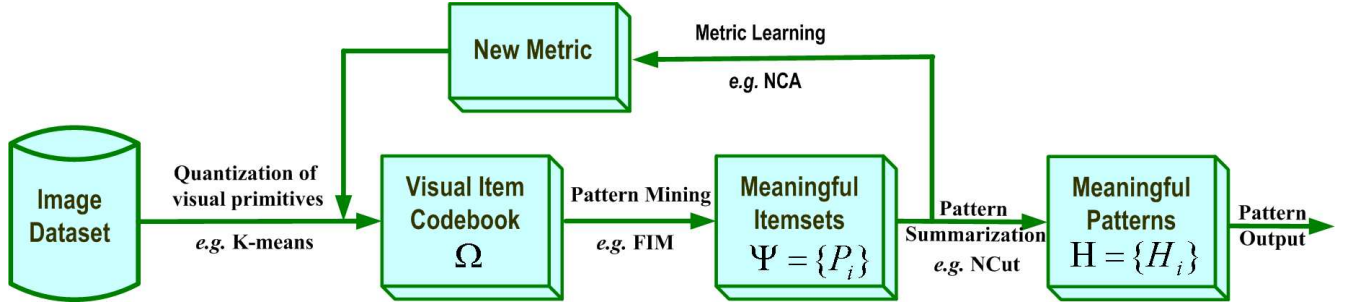 New Metric
Metric Learning
e.g. NCA
Image
Dataset
Quantization of
visual primitives
e.g. K-means
Visual Item
Codebook
Ω
Pattern Mining
e.g. FIM
Meaningful
Itemsets
Ψ = {P_i}
Pattern
Summarization
e.g. NCut
Meaningful
Patterns
H = {H_i}
Pattern
Output